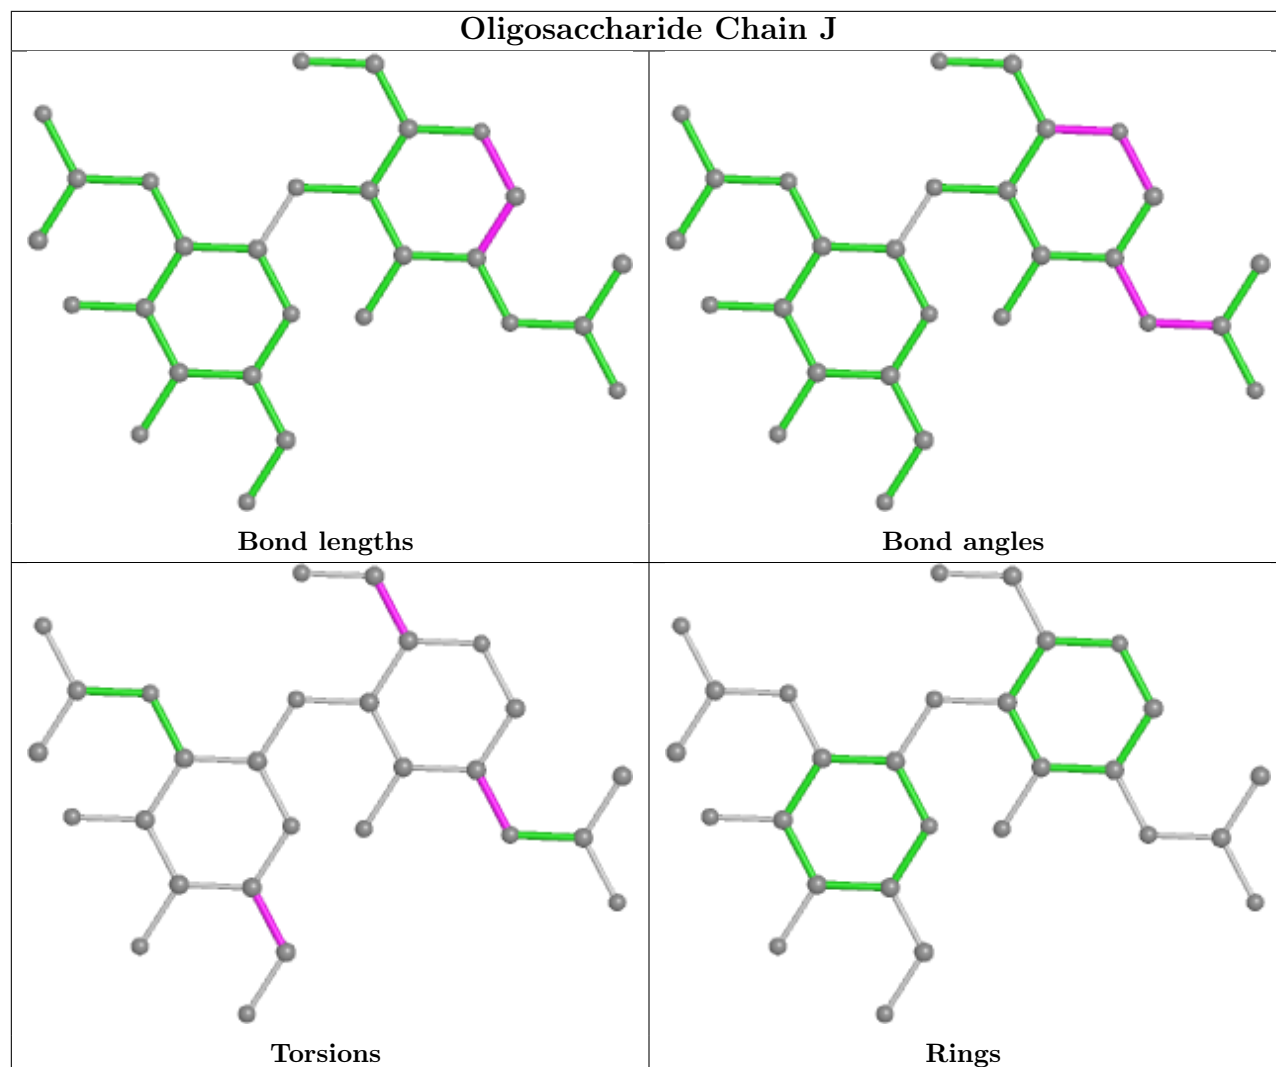 Oligosaccharide Chain J
Bond lengths
Bond angles
Torsions
Rings